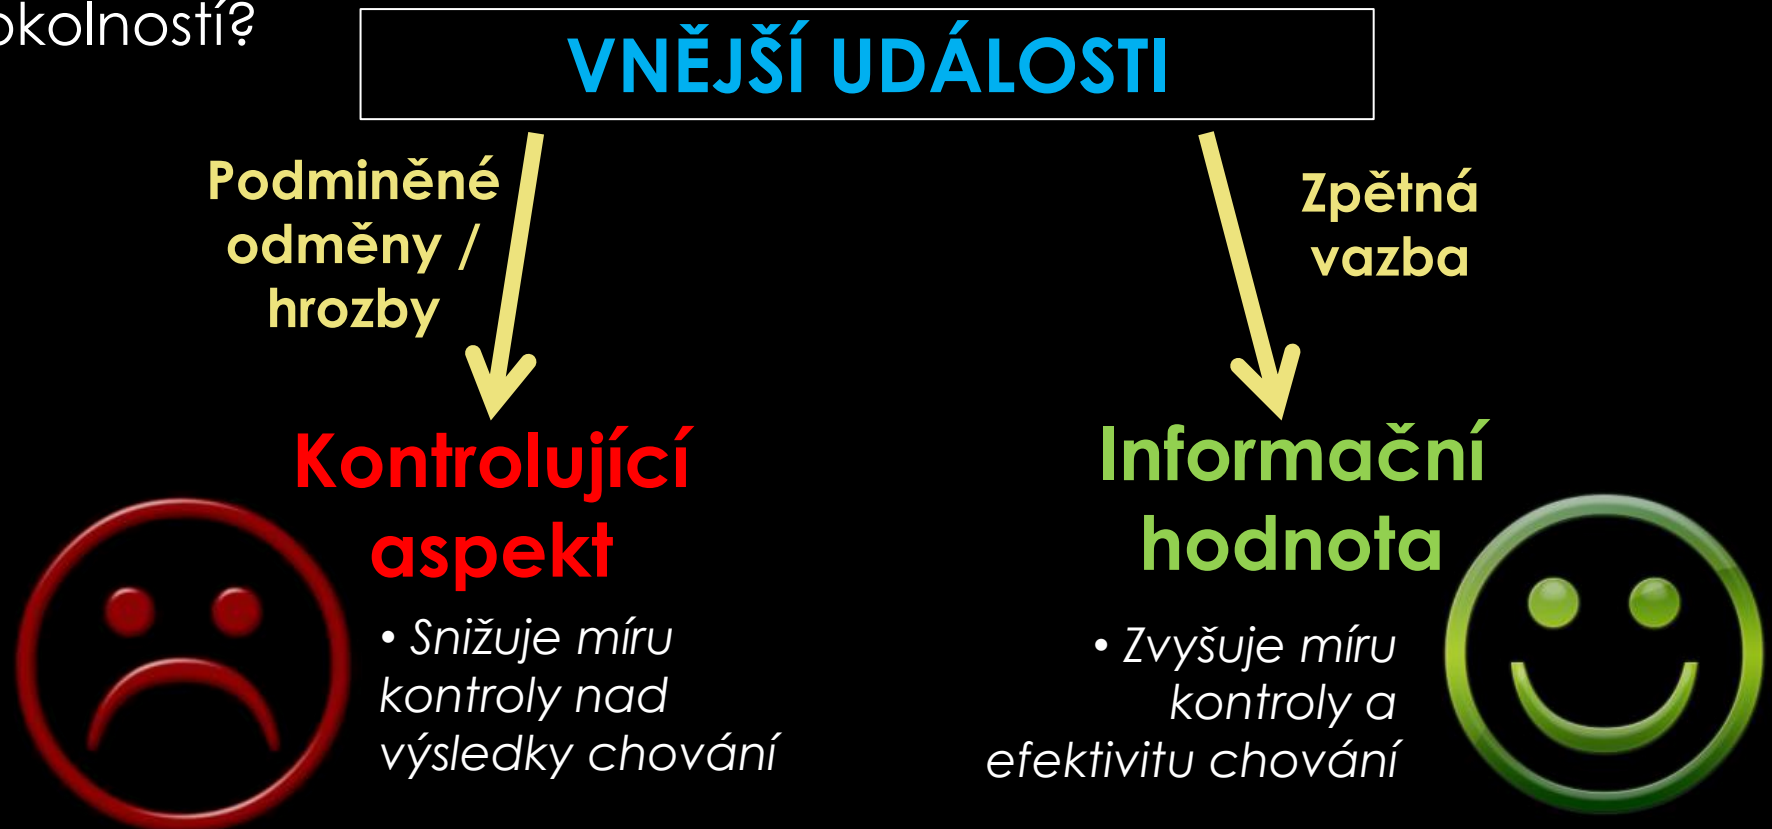 okolností?
VNĚJŠÍ UDÁLOSTI
Podminěné
odměny /
hrozby
Zpětná
vazba
Kontrolující
aspekt
• Snižuje míru
kontroly nad
výsledky chování
Informační
hodnota
• Zvyšuje míru
kontroly a
efektivitu chování